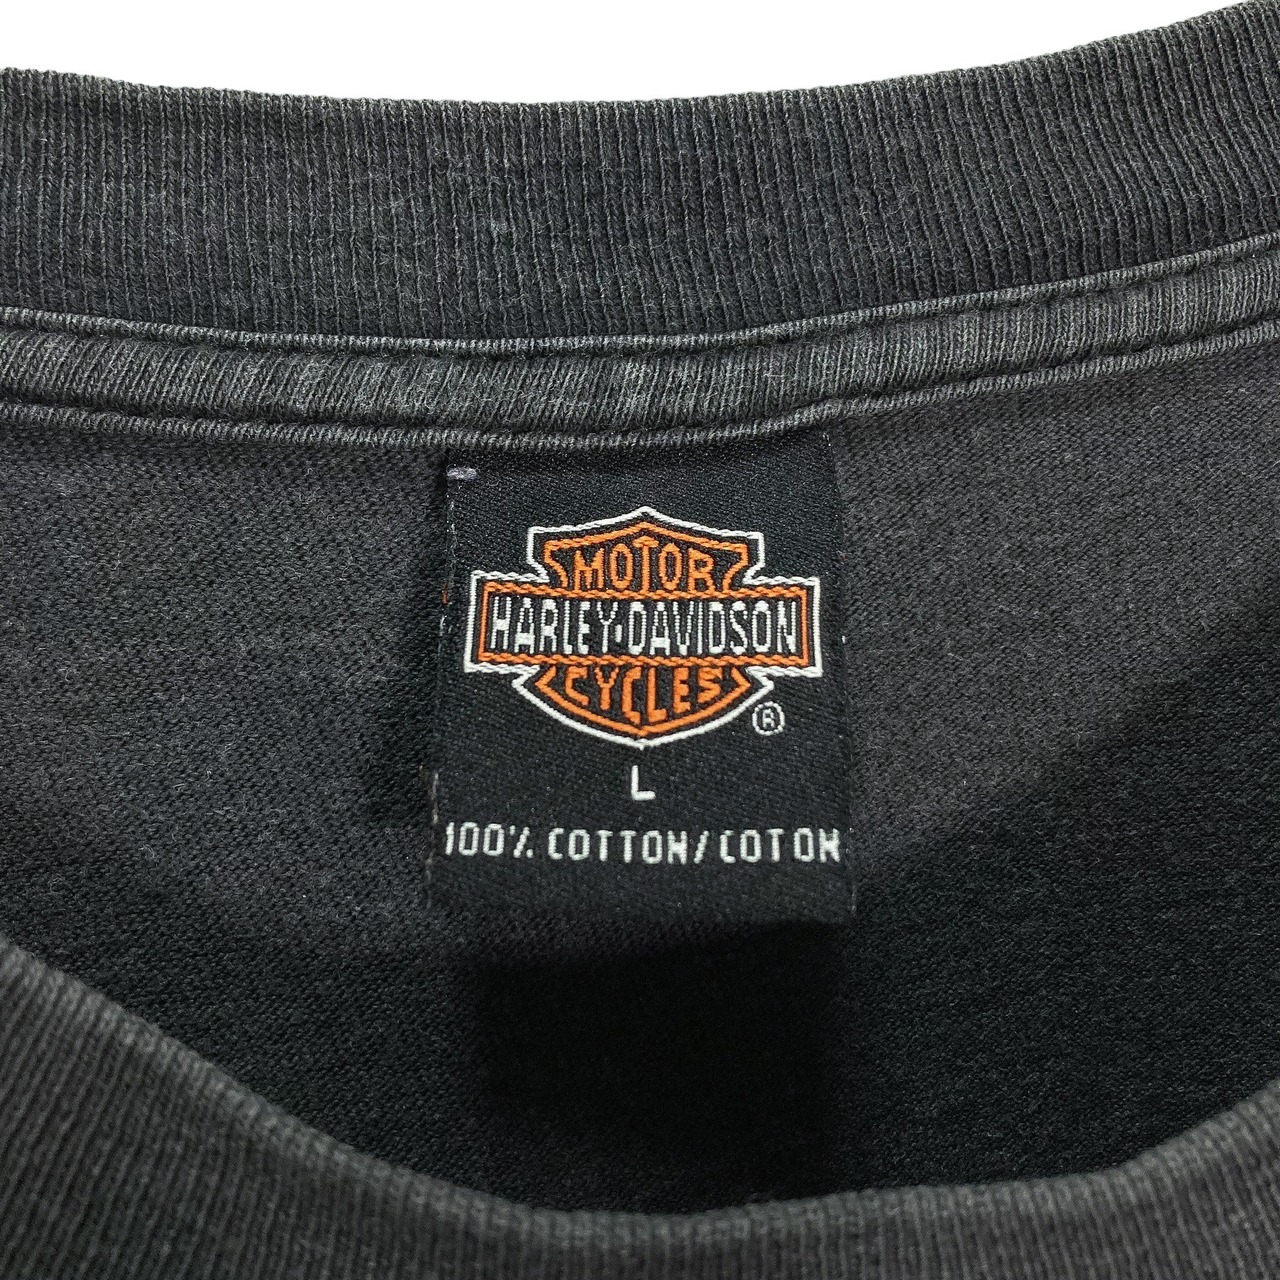 MOTOR
HARLEY-DAVIDSON
CYCLES
®
L
100% COTTON/COTON